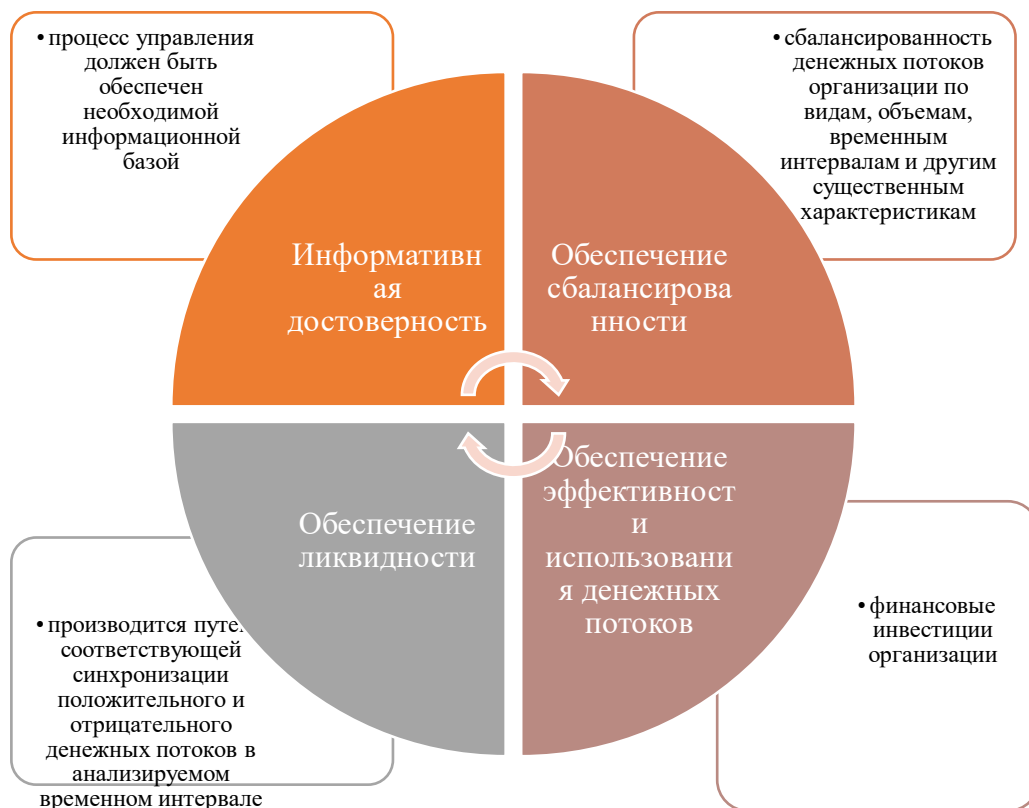 • процесс управления
должен быть
обеспечен
необходимой
информационной
базой
• сбалансированность
денежных потоков
организации по
видам, объемам,
временным
интервалам и другим
существенным
характеристикам
Информативн
ая
достоверность
Обеспечение
сбалансирова
нности
Обеспечение
ликвидности
Обеспечение
эффективност
и
использовани
я денежных
потоков
• производится путе
соответствующей
синхронизации
положительного и
отрицательного
денежных потоков в
анализируемом
временном интервале
• финансовые
инвестиции
организации